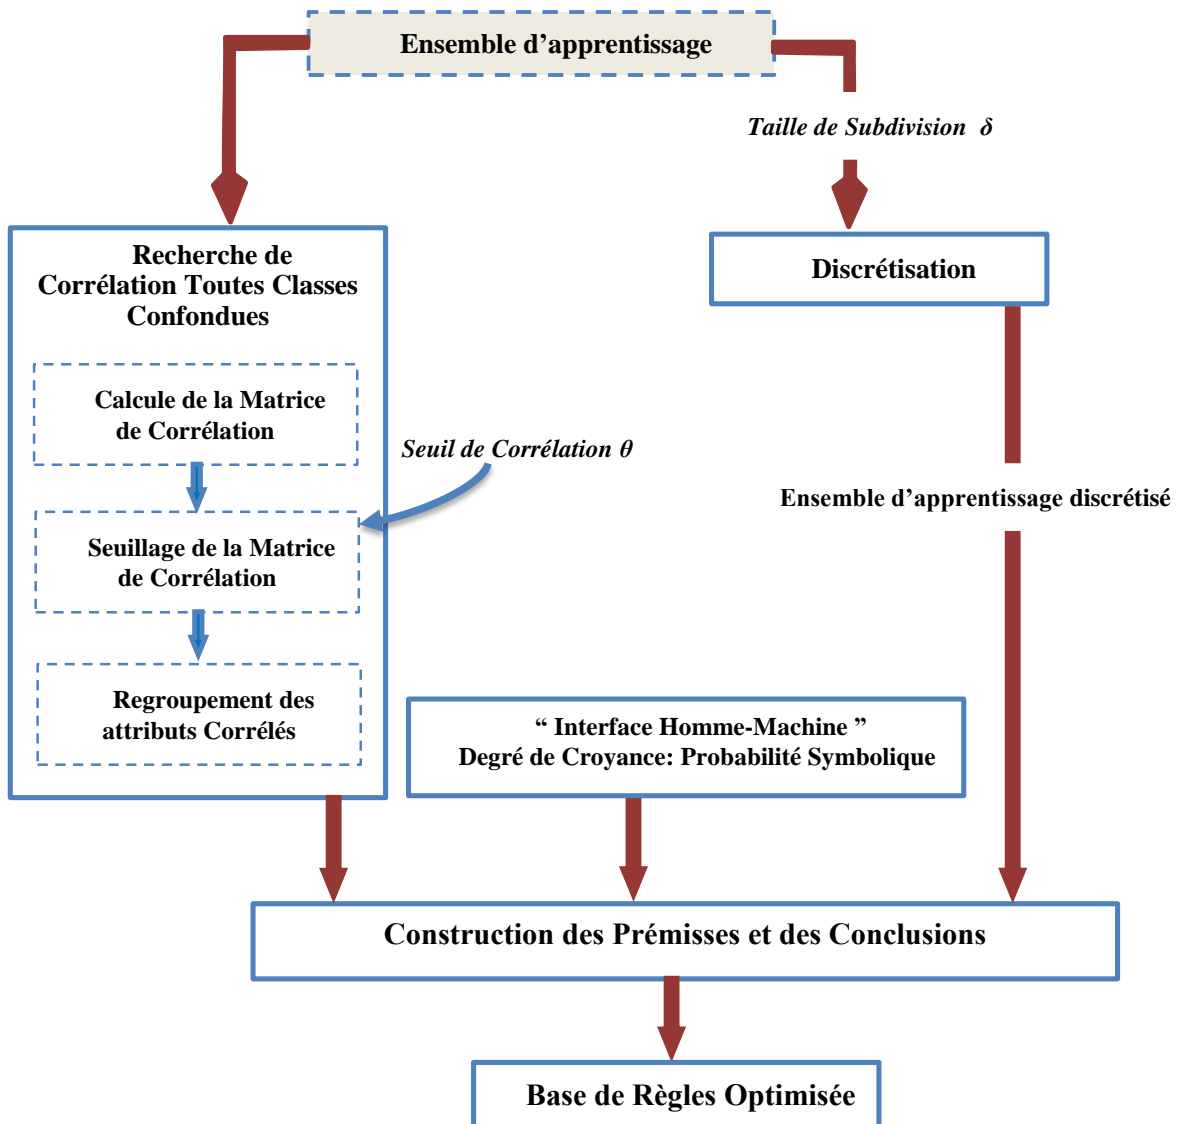 Ensemble d’apprentissage
Taille de Subdivision δ
Recherche de
Corrélation Toutes Classes
Confondues
Discrétisation
Calcule de la Matrice
de Corrélation
Seuil de Corrélation θ
Ensemble d’apprentissage discrétisé
Seuillage de la Matrice
de Corrélation
Regroupement des
attributs Corrélés
“ Interface Homme-Machine ”
Degré de Croyance: Probabilité Symbolique
Construction des Prémisses et des Conclusions
Base de Règles Optimisée